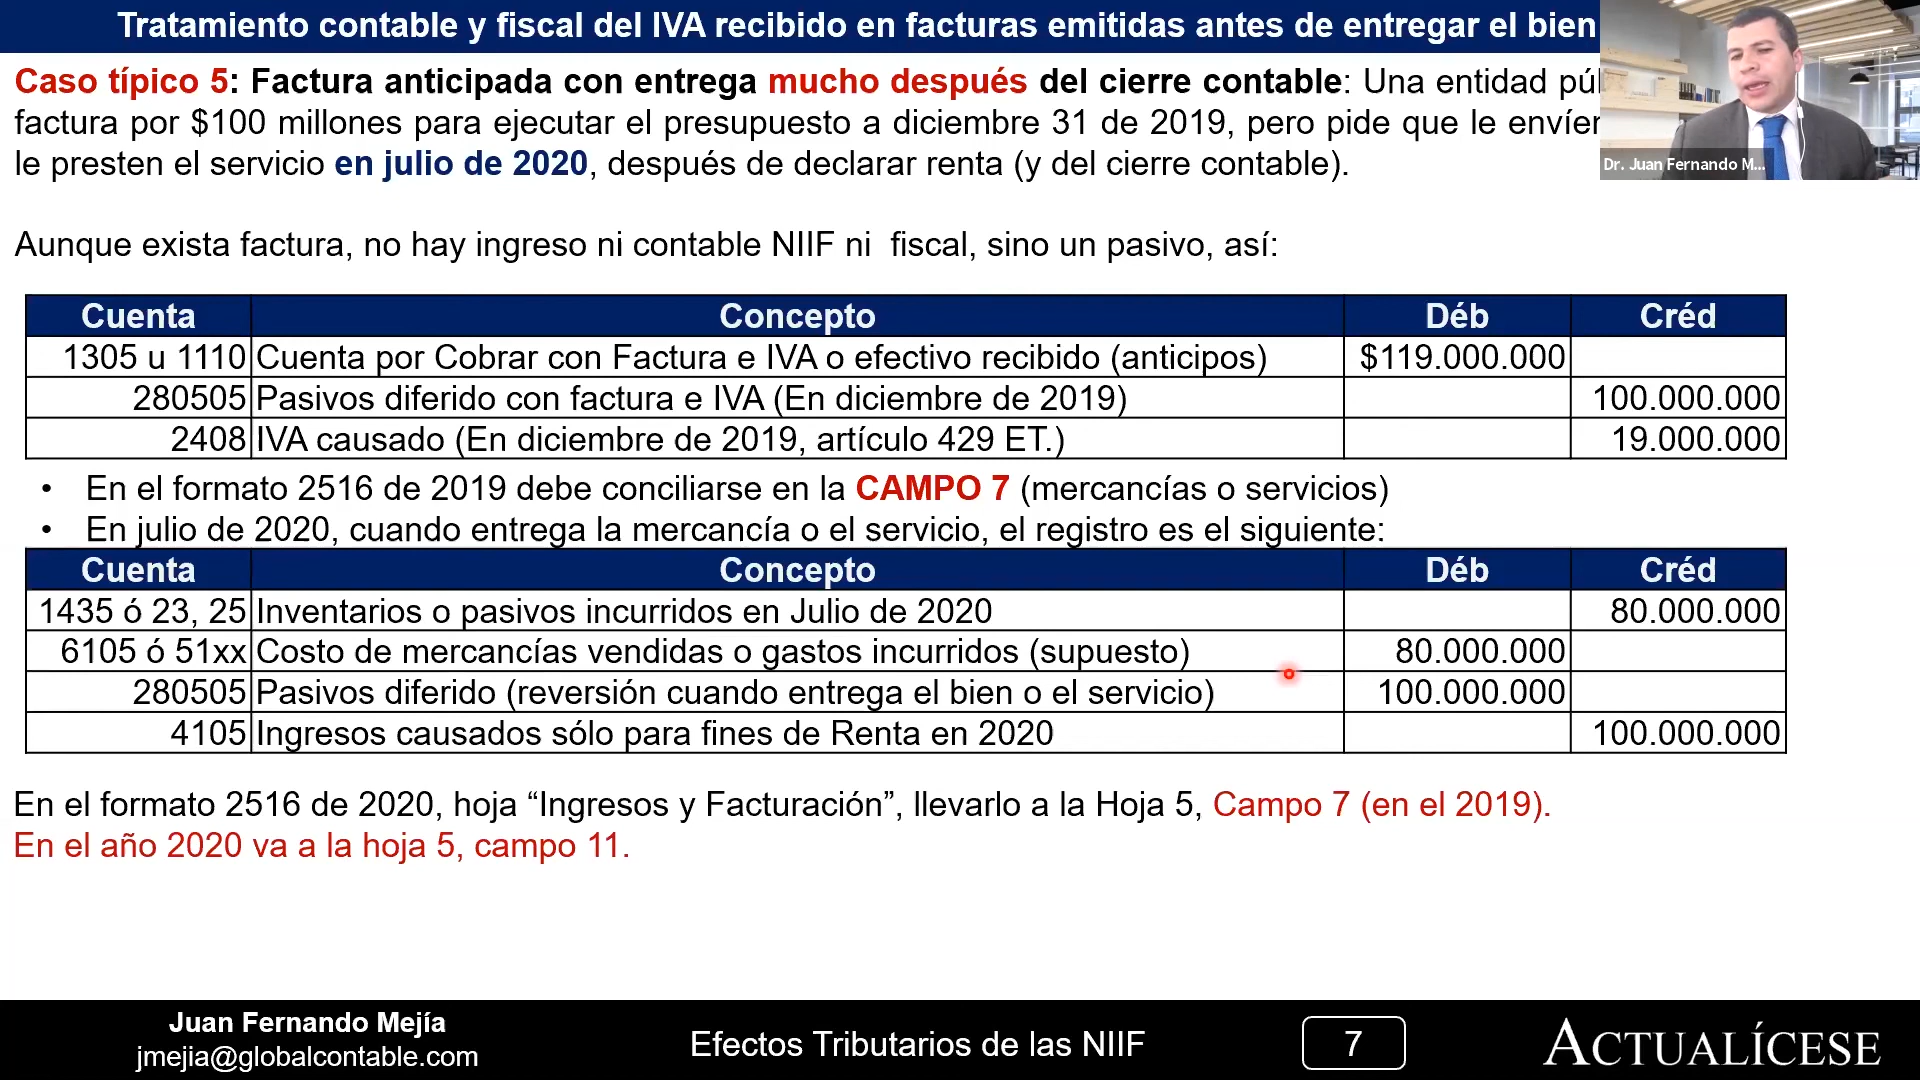 Tratamiento contable y fiscal del IVA recibido en facturas emitidas antes de entregar el bien
Caso típico 5: Factura anticipada con entrega mucho después del cierre contable: Una entidad
factura por $100 millones para ejecutar el presupuesto a diciembre 31 de 2019, pero pide que le
le presten el servicio en julio de 2020, después de declarar renta (y del cierre contable).
Dr. Juan Fernando M...
Aunque exista factura, no hay ingreso ni contable NIIF ni fiscal, sino un pasivo, así:
Cuenta Concepto Déb Créd
1305 u 1110 Cuenta por Cobrar con Factura e IVA o efectivo recibido (anticipos) $119.000.000
280505 Pasivos diferido con factura e IVA (En diciembre de 2019) 100.000.000
2408 IVA causado (En diciembre de 2019, artículo 429 ET.) 19.000.000
• En el formato 2516 de 2019 debe conciliarse en la CAMPO 7 (mercancías o servicios)
• En julio de 2020, cuando entrega la mercancía o el servicio, el registro es el siguiente:
Cuenta Concepto Déb Créd
1435 ó 23, 25 Inventarios o pasivos incurridos en Julio de 2020 80.000.000
6105 ó 51xx Costo de mercancías vendidas o gastos incurridos (supuesto) 80.000.000
280505 Pasivos diferido (reversión cuando entrega el bien o el servicio) 100.000.000
4105 Ingresos causados sólo para fines de Renta en 2020 100.000.000
En el formato 2516 de 2020, hoja “Ingresos y Facturación”, llevarlo a la Hoja 5, Campo 7 (en el 2019).
En el año 2020 va a la hoja 5, campo 11.
Juan Fernando Mejía
jmejia@globalcontable.com
Efectos Tributarios de las NIIF
7
ACTUALÍCESE